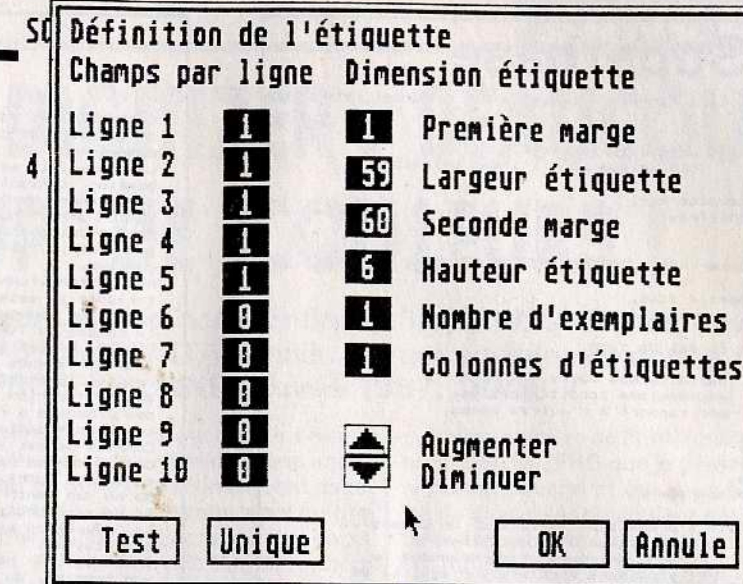 Définition de l'étiquette
Champs par ligne Dimension étiquette
Ligne 1 1 1 Première marge
4 Ligne 2 1 59 Largeur étiquette
Ligne 3 1 60 Seconde marge
Ligne 4 1 6 Hauteur étiquette
Ligne 5 1 1 Nombre d'exemplaires
Ligne 6 0 1 Colonnes d'étiquettes
Ligne 7 0
Ligne 8 0
Ligne 9 0 Augmenter
Ligne 10 0 Diminuer
Test Unique OK Annule